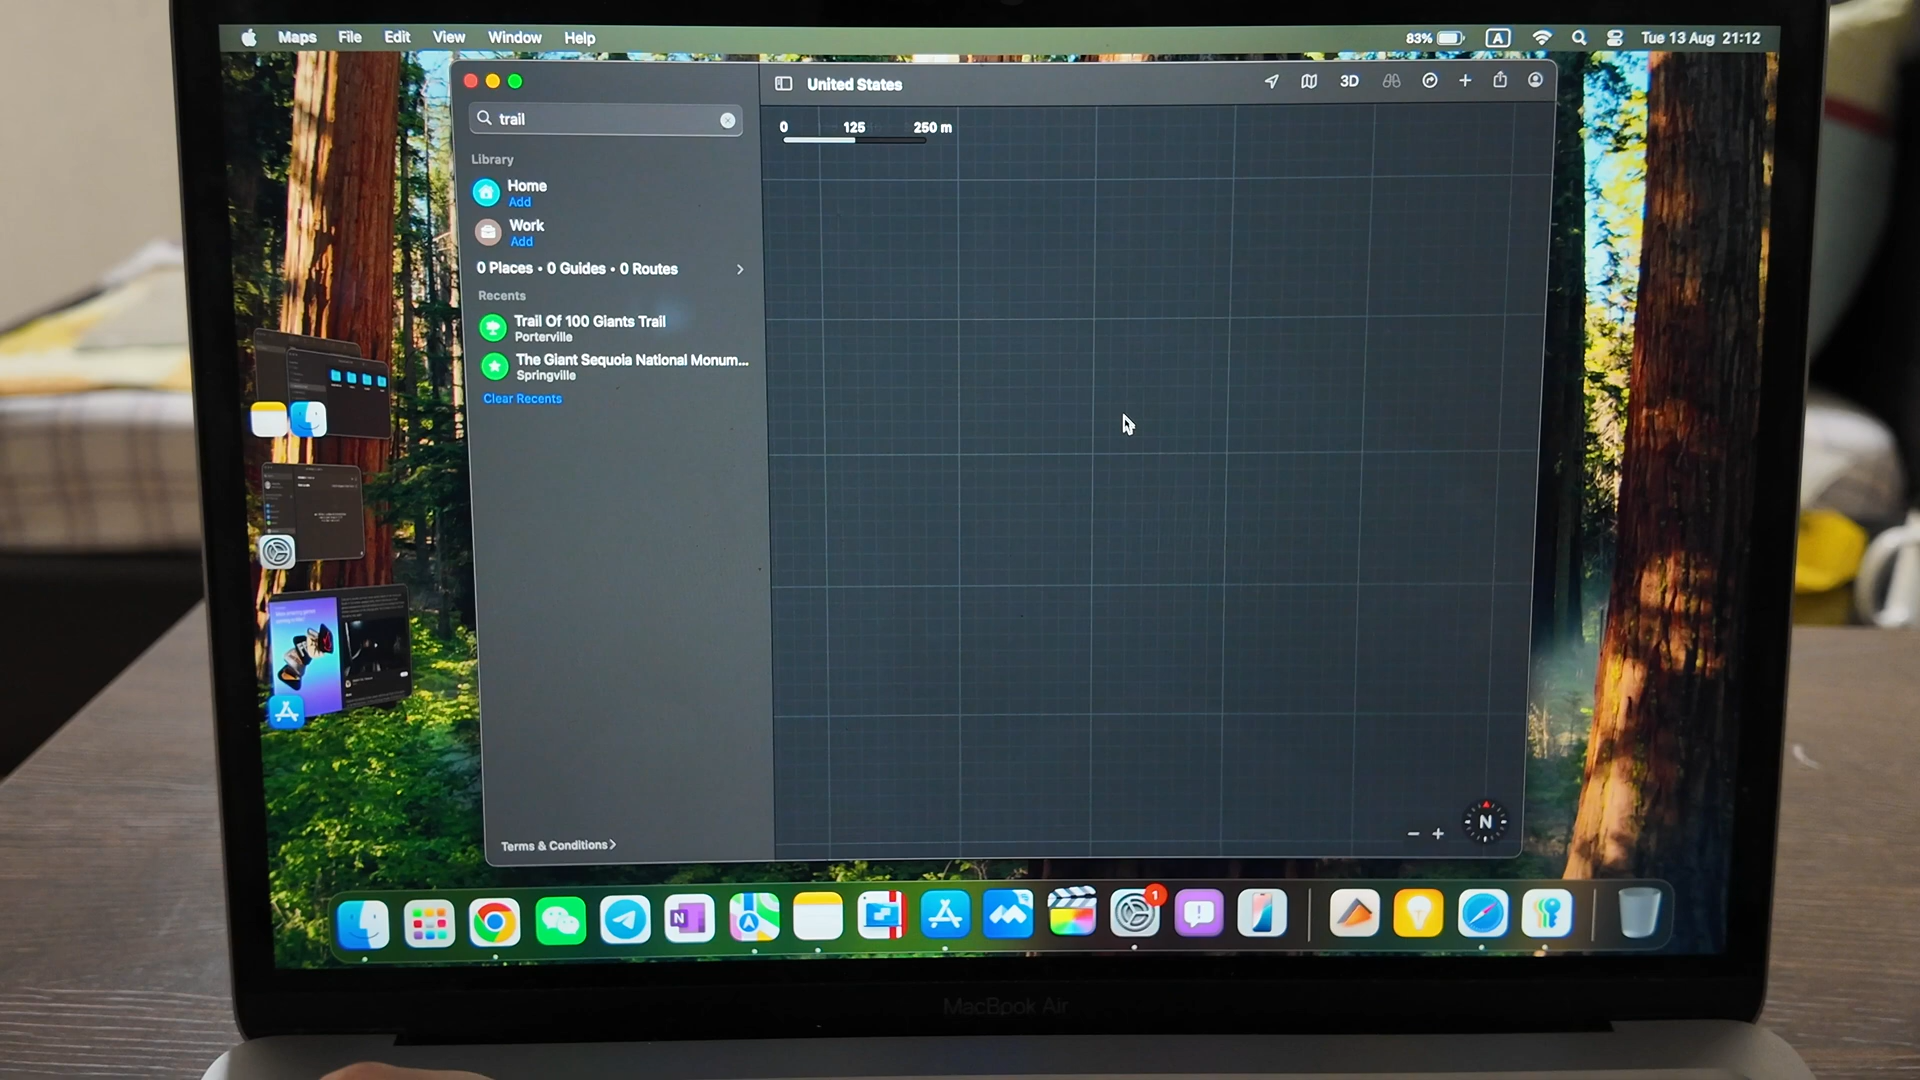 Maps File Edit View Window Help 83% A Tue 13 Aug 21:12
United States 3D
trail
0 125 250 m
Library
Home
Add
Work
Add
0 Places • 0 Guides • 0 Routes
Recents
Trail Of 100 Giants Trail
Porterville
The Giant Sequoia National Monum...
Springville
Clear Recents
Terms & Conditions
N
N
1
MacBook Air